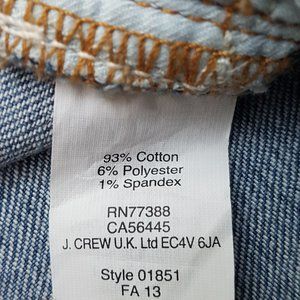 93% Cotton
6% Polyester
1% Spandex
RN77388
CA56445
J. CREW U.K. Ltd EC4V 6JA
Style 01851
FA 13